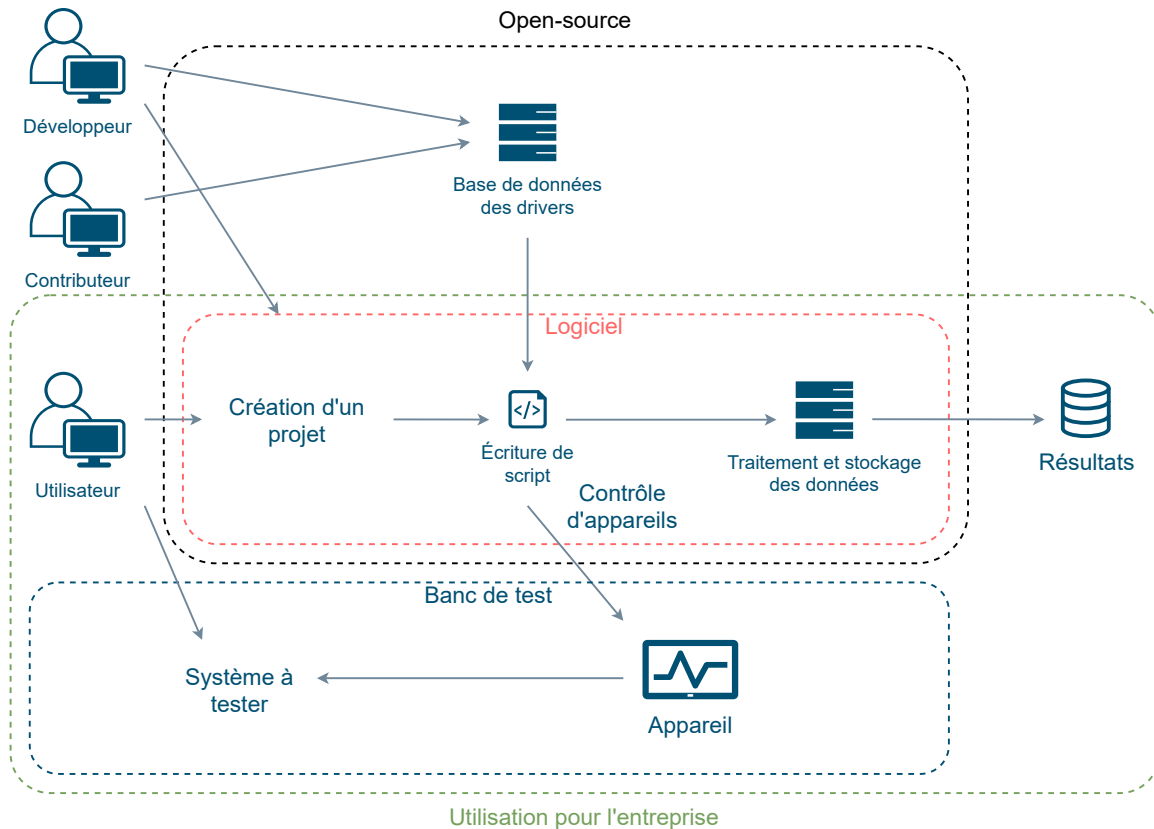 Open-source
Développeur
Base de données
des drivers
Contributeur
Logiciel
Création d'un
projet
Écriture de
script
Traitement et stockage
des données
Résultats
Utilisateur
Contrôle
d'appareils
Banc de test
Système à
tester
Appareil
Utilisation pour l'entreprise